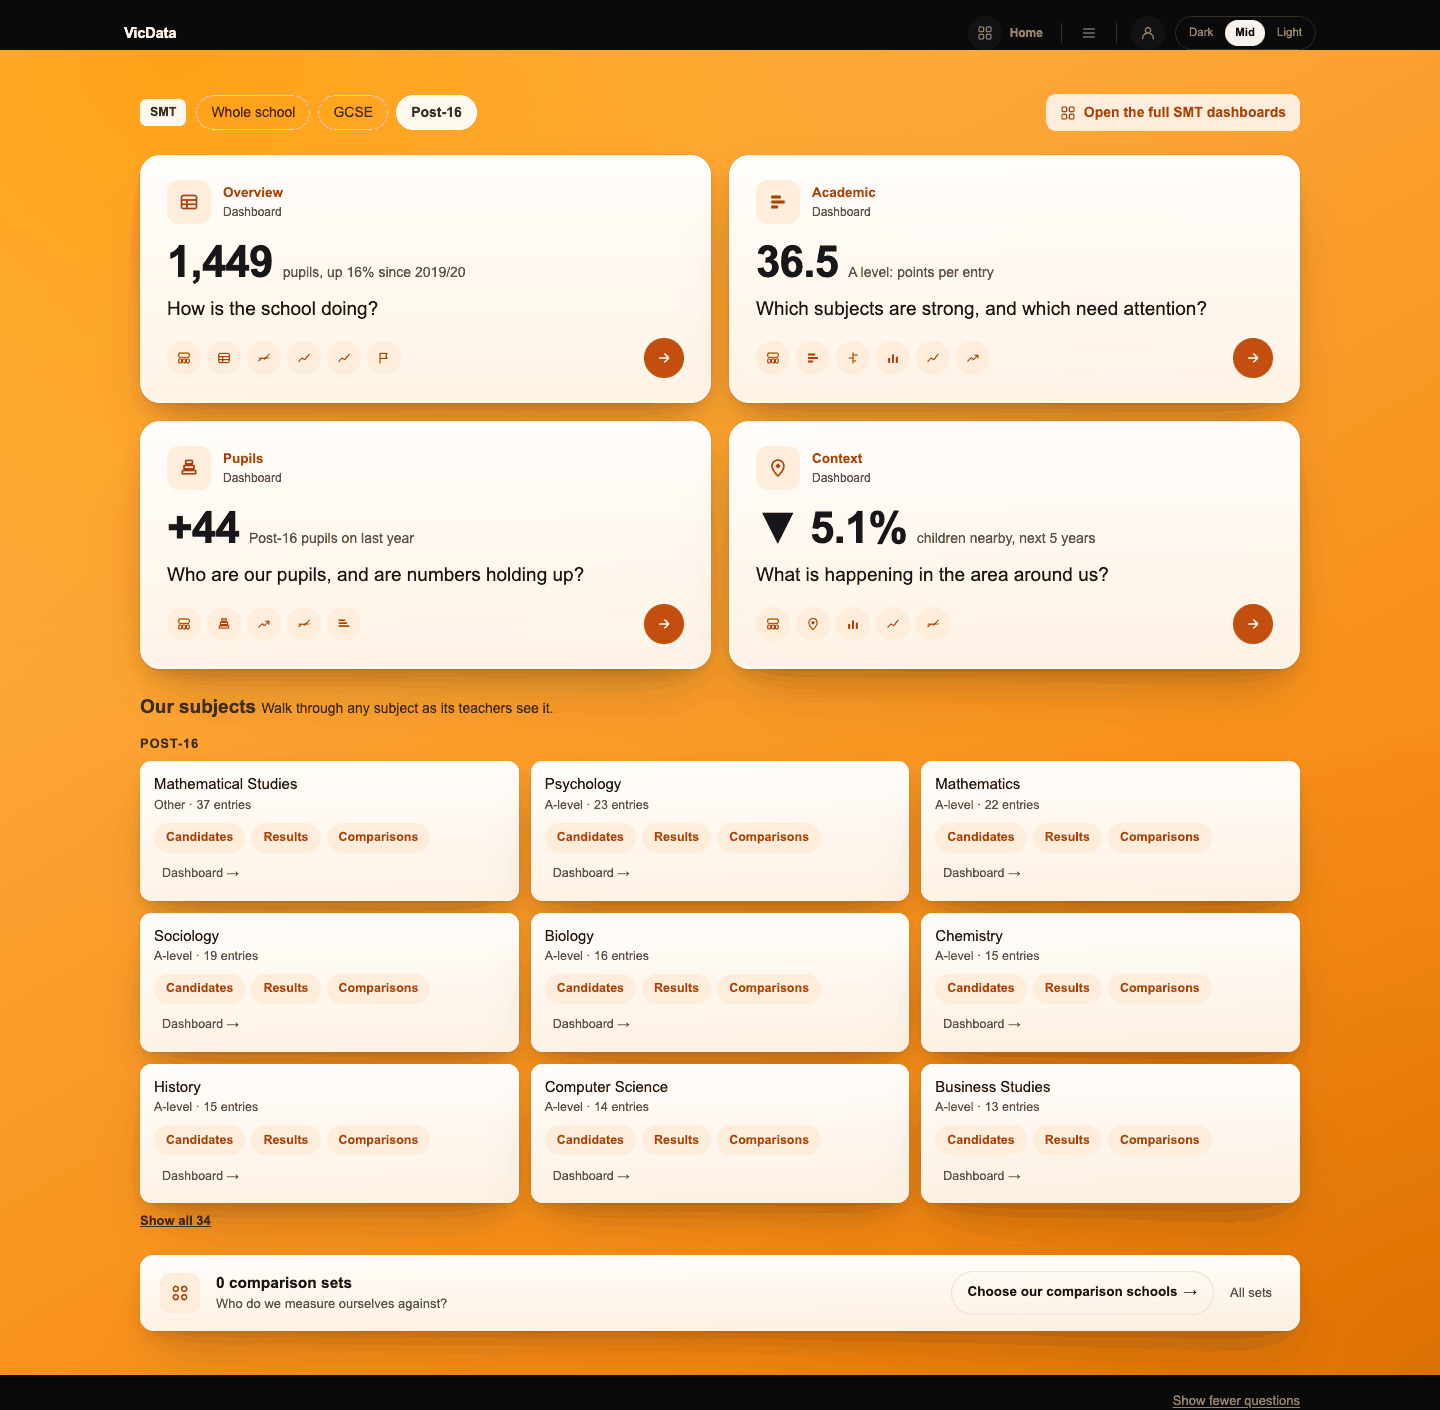 VicData
Home
Dark Mid Light
SMT Whole school GCSE Post-16
Open the full SMT dashboards
Overview
Dashboard
1,449 pupils, up 16% since 2019/20
How is the school doing?
Academic
Dashboard
36.5 A level: points per entry
Which subjects are strong, and which need attention?
Pupils
Dashboard
+44 Post-16 pupils on last year
Who are our pupils, and are numbers holding up?
Context
Dashboard
▼ 5.1% children nearby, next 5 years
What is happening in the area around us?
Our subjects Walk through any subject as its teachers see it.
POST-16
Mathematical Studies
Other · 37 entries
Candidates Results Comparisons
Dashboard →
Psychology
A-level · 23 entries
Candidates Results Comparisons
Dashboard →
Mathematics
A-level · 22 entries
Candidates Results Comparisons
Dashboard →
Sociology
A-level · 19 entries
Candidates Results Comparisons
Dashboard →
Biology
A-level · 16 entries
Candidates Results Comparisons
Dashboard →
Chemistry
A-level · 15 entries
Candidates Results Comparisons
Dashboard →
History
A-level · 15 entries
Candidates Results Comparisons
Dashboard →
Computer Science
A-level · 14 entries
Candidates Results Comparisons
Dashboard →
Business Studies
A-level · 13 entries
Candidates Results Comparisons
Dashboard →
Show all 34
0 comparison sets
Who do we measure ourselves against?
Choose our comparison schools →
All sets
Show fewer questions